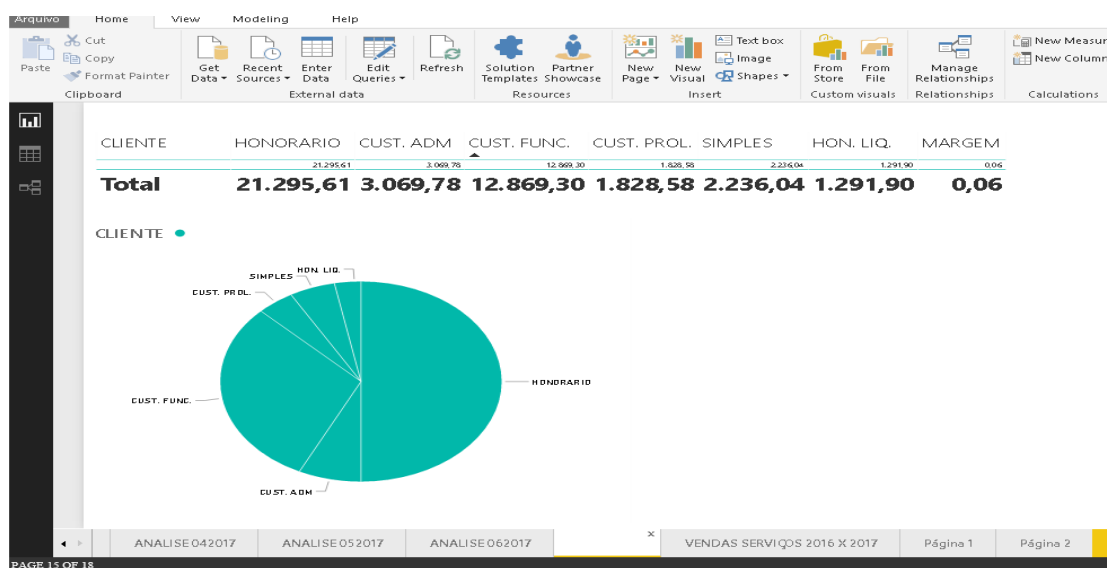 Arquivo Home View Modeling Help
Paste
Cut
Copy
Format Painter
Clipboard
Get Data
Recent Sources
Enter Data
Edit Queries
Refresh
External data
Solution Templates
Partner Showcase
Resources
New Page
New Visual
Text box
Image
Shapes
Insert
From Store
From File
Custom visuals
Manage Relationships
Relationships
New Measur
New Column
Calculations
CLIENTE HONORARIO CUST. ADM CUST. FUNC. CUST. PROL. SIMPLES HON. LIQ. MARGEM
21.295,61 3.069,78 12.869,30 1.828,58 2.236,04 1.291,90 0,06
Total 21.295,61 3.069,78 12.869,30 1.828,58 2.236,04 1.291,90 0,06
CLIENTE
HON. LIQ.
SIMPLES
CUST. PROL.
HONORARIO
CUST. FUNC.
CUST. ADM
ANALISE 042017 ANALISE 052017 ANALISE 062017 VENDAS SERVIÇOS 2016 X 2017 Página 1 Página 2
PAGE 15 OF 18